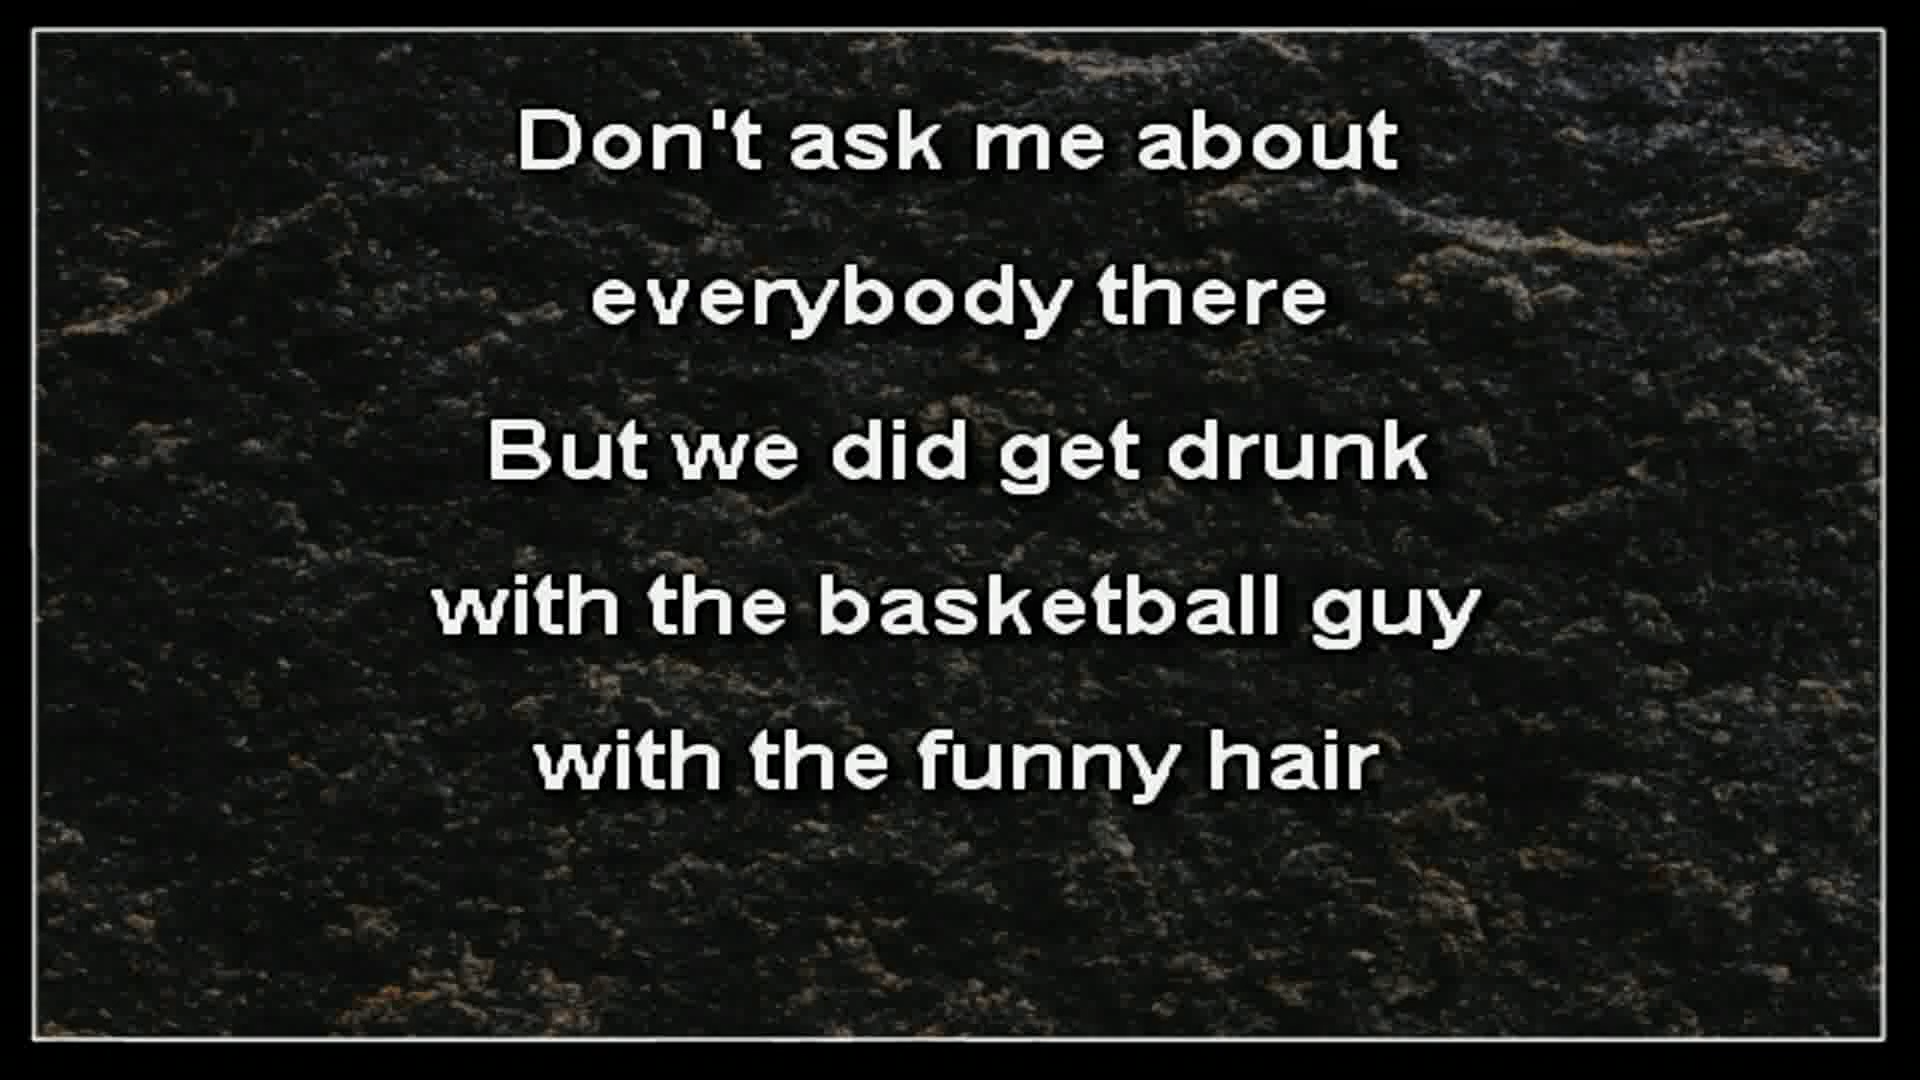 Don't ask me about
everybody there
But we did get drunk
with the basketball guy
with the funny hair